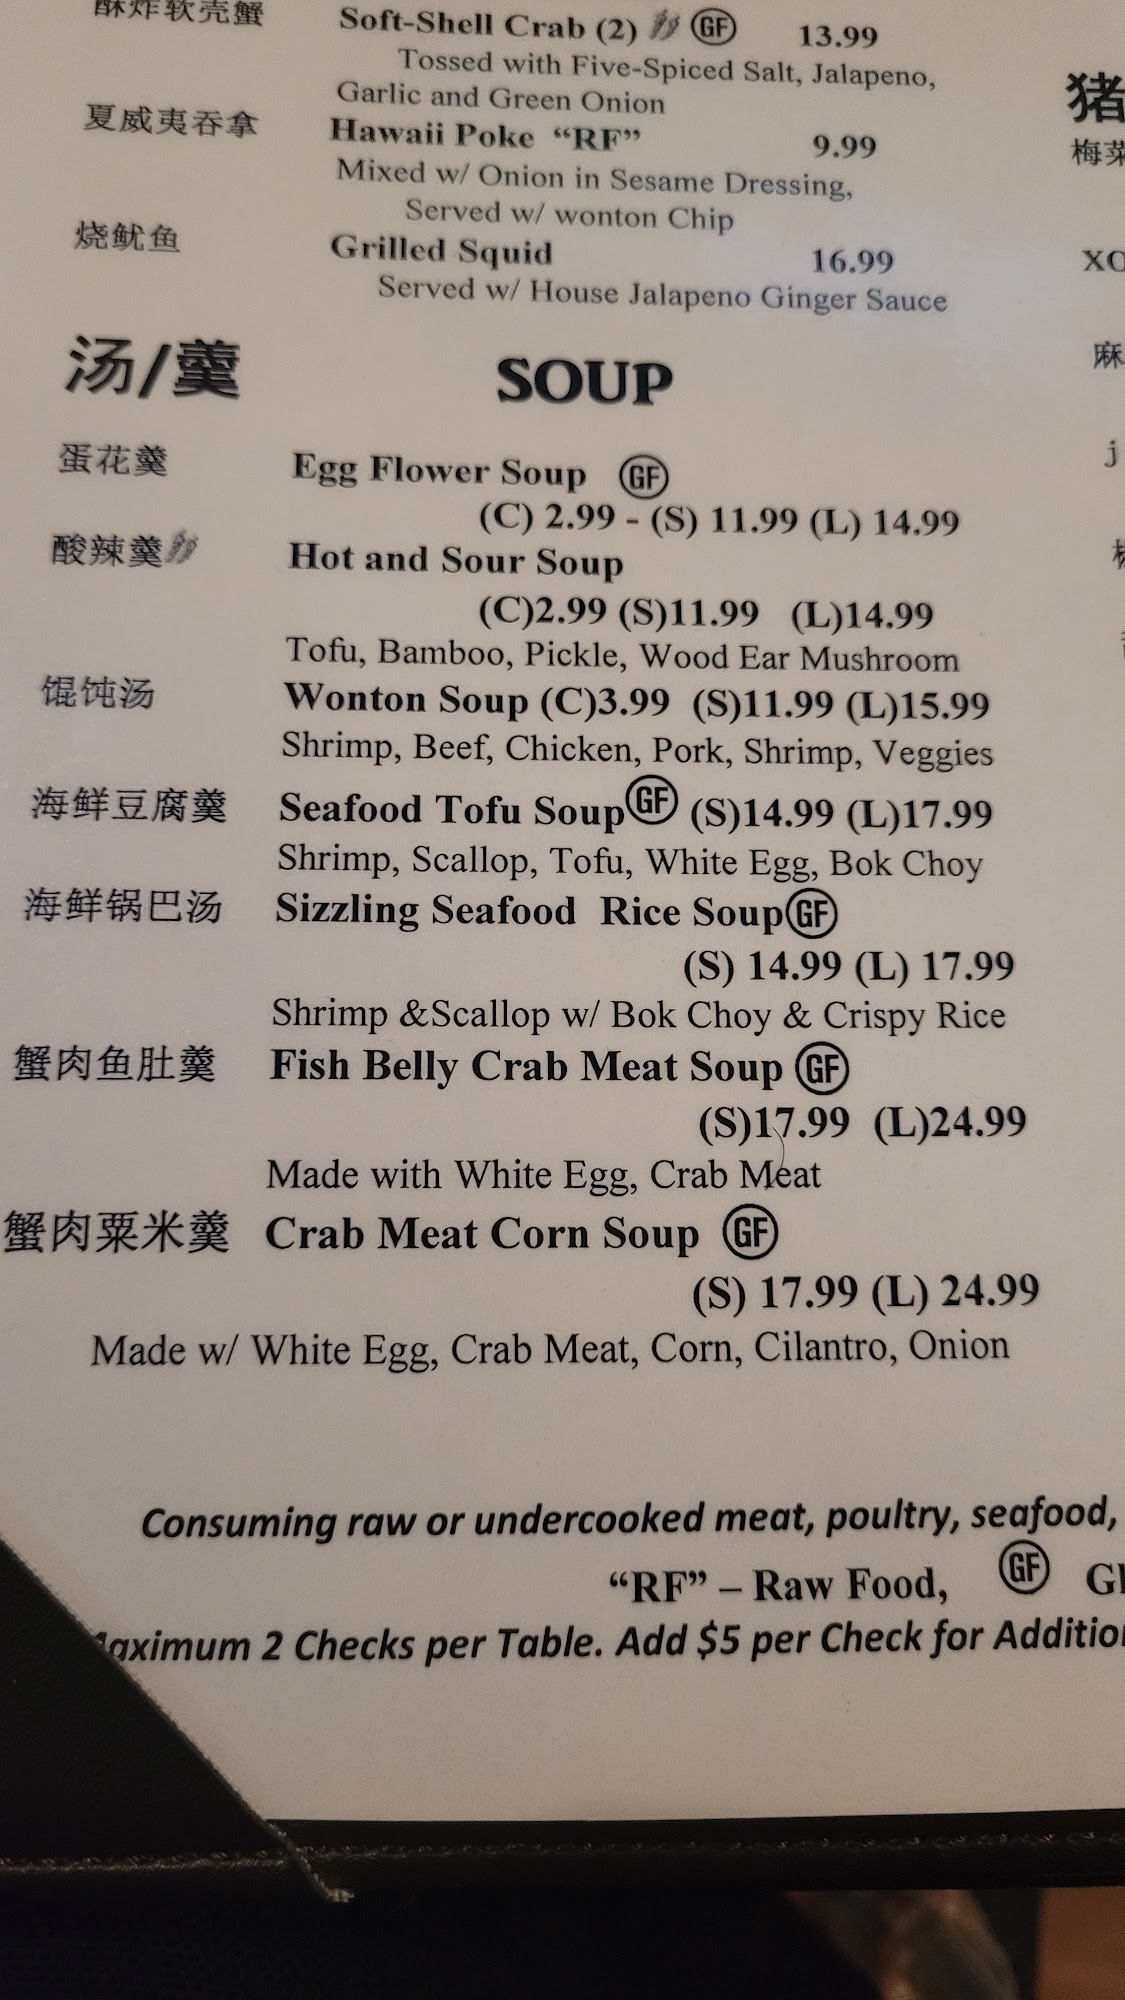 酥炸软壳蟹 Soft-Shell Crab (2) GF 13.99
Tossed with Five-Spiced Salt, Jalapeno,
Garlic and Green Onion
夏威夷吞拿 Hawaii Poke “RF” 9.99
Mixed w/ Onion in Sesame Dressing,
Served w/ wonton Chip
烧鱿鱼 Grilled Squid 16.99
Served w/ House Jalapeno Ginger Sauce
汤/羹 SOUP
蛋花羹 Egg Flower Soup GF
(C) 2.99 - (S) 11.99 (L) 14.99
酸辣羹 Hot and Sour Soup
(C)2.99 (S)11.99 (L)14.99
Tofu, Bamboo, Pickle, Wood Ear Mushroom
馄饨汤 Wonton Soup (C)3.99 (S)11.99 (L)15.99
Shrimp, Beef, Chicken, Pork, Shrimp, Veggies
海鲜豆腐羹 Seafood Tofu Soup GF (S)14.99 (L)17.99
Shrimp, Scallop, Tofu, White Egg, Bok Choy
海鲜锅巴汤 Sizzling Seafood Rice Soup GF
(S) 14.99 (L) 17.99
Shrimp &Scallop w/ Bok Choy & Crispy Rice
蟹肉鱼肚羹 Fish Belly Crab Meat Soup GF
(S)17.99 (L)24.99
Made with White Egg, Crab Meat
蟹肉粟米羹 Crab Meat Corn Soup GF
(S) 17.99 (L) 24.99
Made w/ White Egg, Crab Meat, Corn, Cilantro, Onion
Consuming raw or undercooked meat, poultry, seafood,
“RF” – Raw Food, GF
Maximum 2 Checks per Table. Add $5 per Check for
猪
梅菜
XO
麻